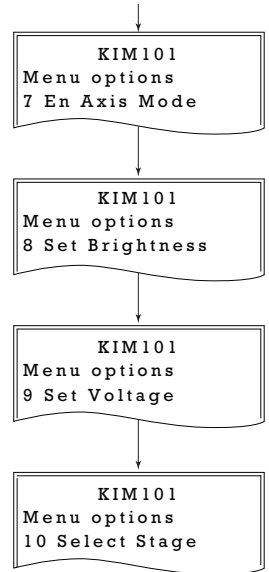 KIM101
Menu options
7 En Axis Mode
KIM101
Menu options
8 Set Brightness
KIM101
Menu options
9 Set Voltage
KIM101
Menu options
10 Select Stage